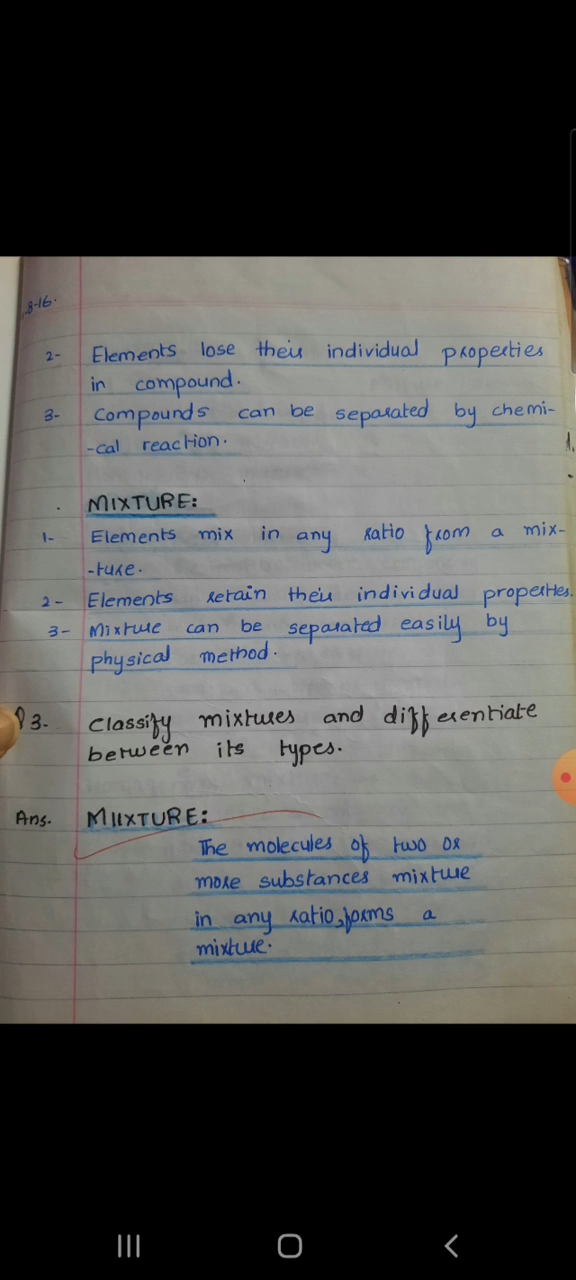 8-16.
2- Elements lose their individual properties
in compound.
3- Compounds can be separated by chemi-
-cal reaction.
MIXTURE:
1- Elements mix in any ratio from a mix-
-ture.
2- Elements retain their individual properties.
3- Mixture can be separated easily by
physical method.
Q3. Classify mixtures and differentiate
between its types.
Ans. MIIXTURE:
The molecules of two or
more substances mixture
in any ratio, forms a
mixture.
1.